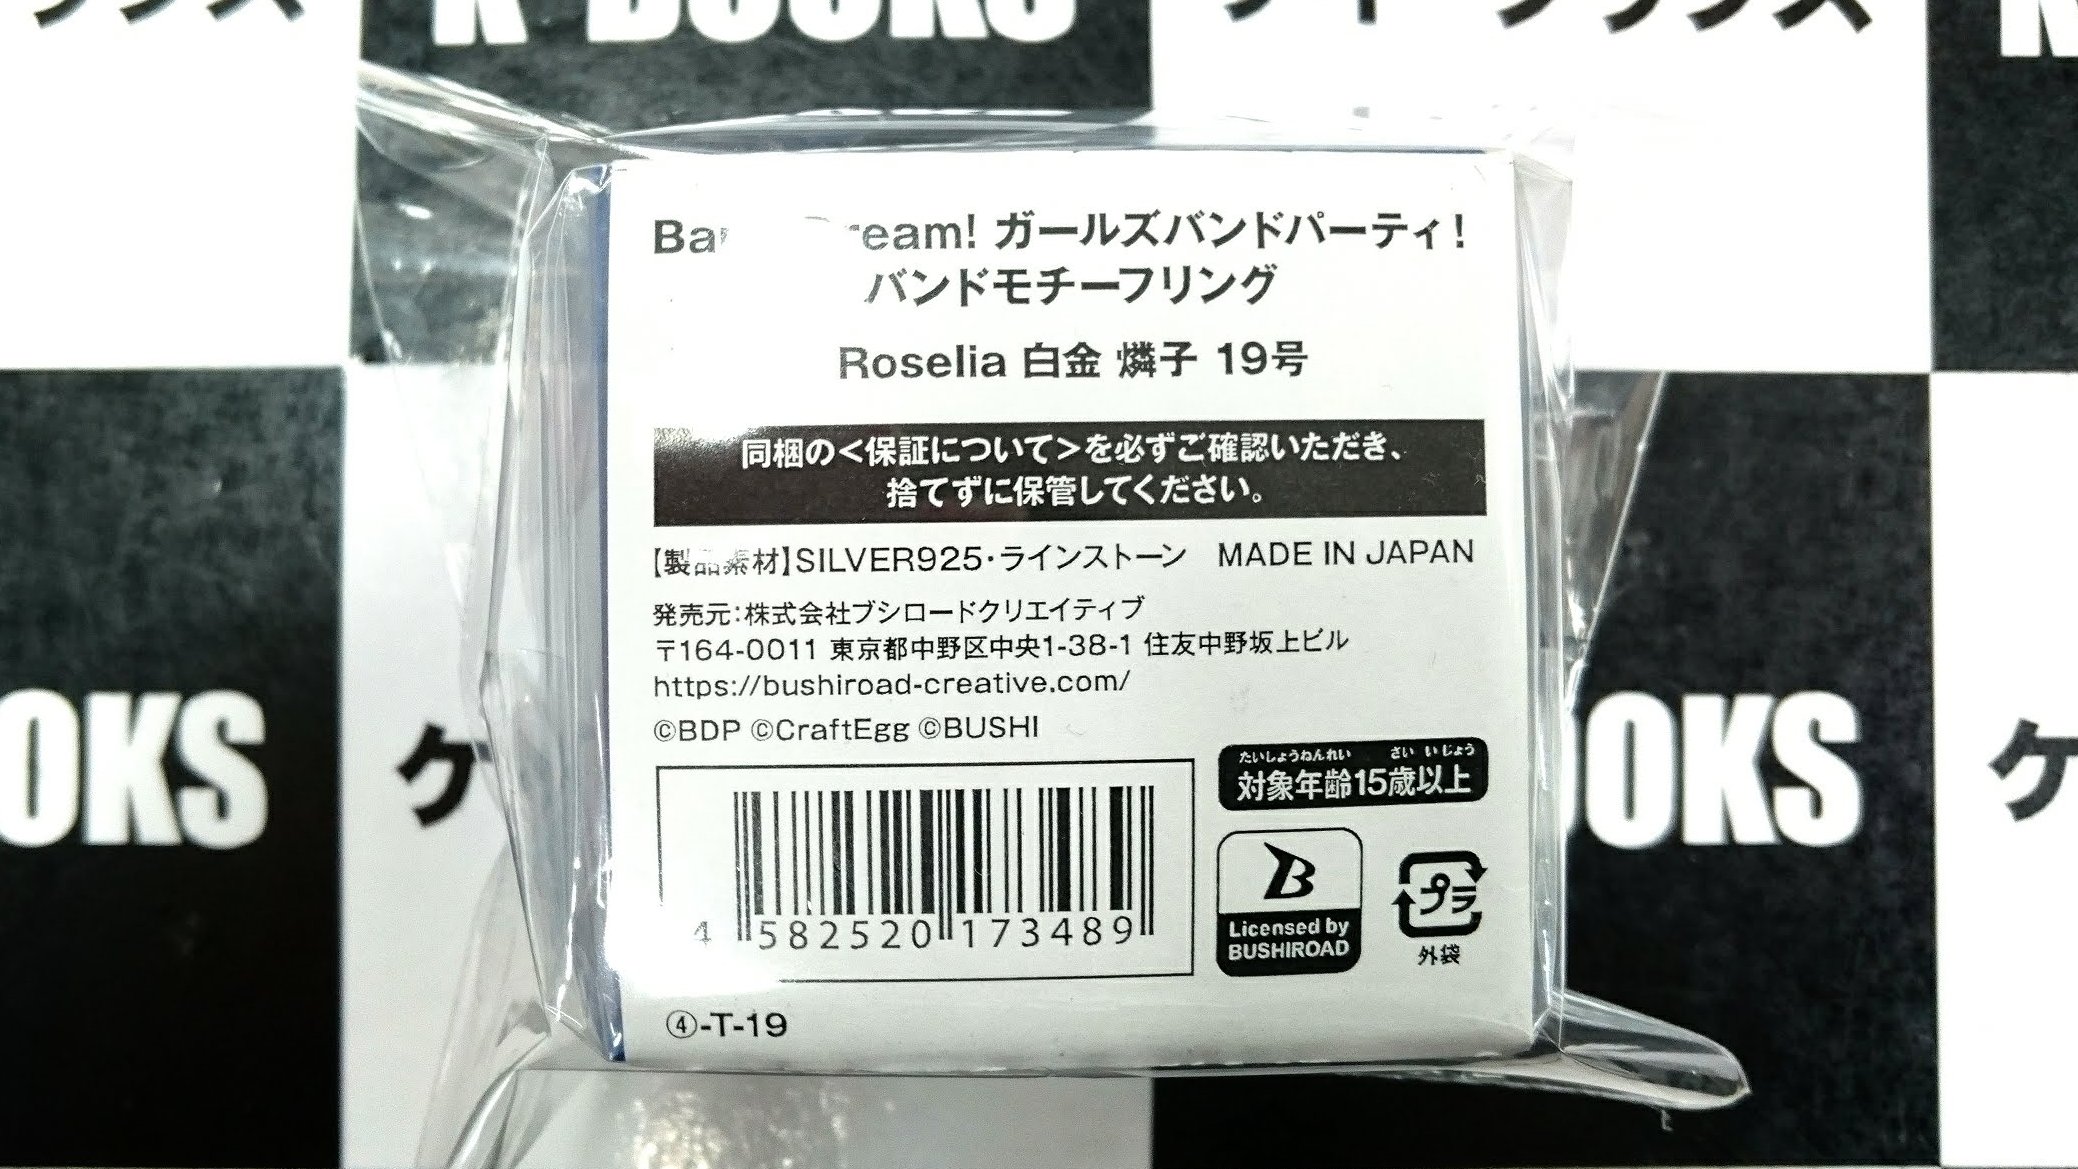 K-BOOKS
Ba ream! ガールズバンドパーティ!
バンドモチーフリング
Roselia 白金 燐子 19号
同梱の<保証について>を必ずご確認いただき、
捨てずに保管してください。
【製品素材】SILVER925・ラインストーン MADE IN JAPAN
発売元:株式会社ブシロードクリエイティブ
〒164-0011 東京都中野区中央1-38-1 住友中野坂上ビル
https://bushiroad-creative.com/
©BDP ©CraftEgg ©BUSHI
たいしょうねんれい さい いじょう
対象年齢15歳以上
4 582520 173489
B
Licensed by
BUSHIROAD
プラ
外袋
④-T-19
OKS
ケ
OOKS
ケ